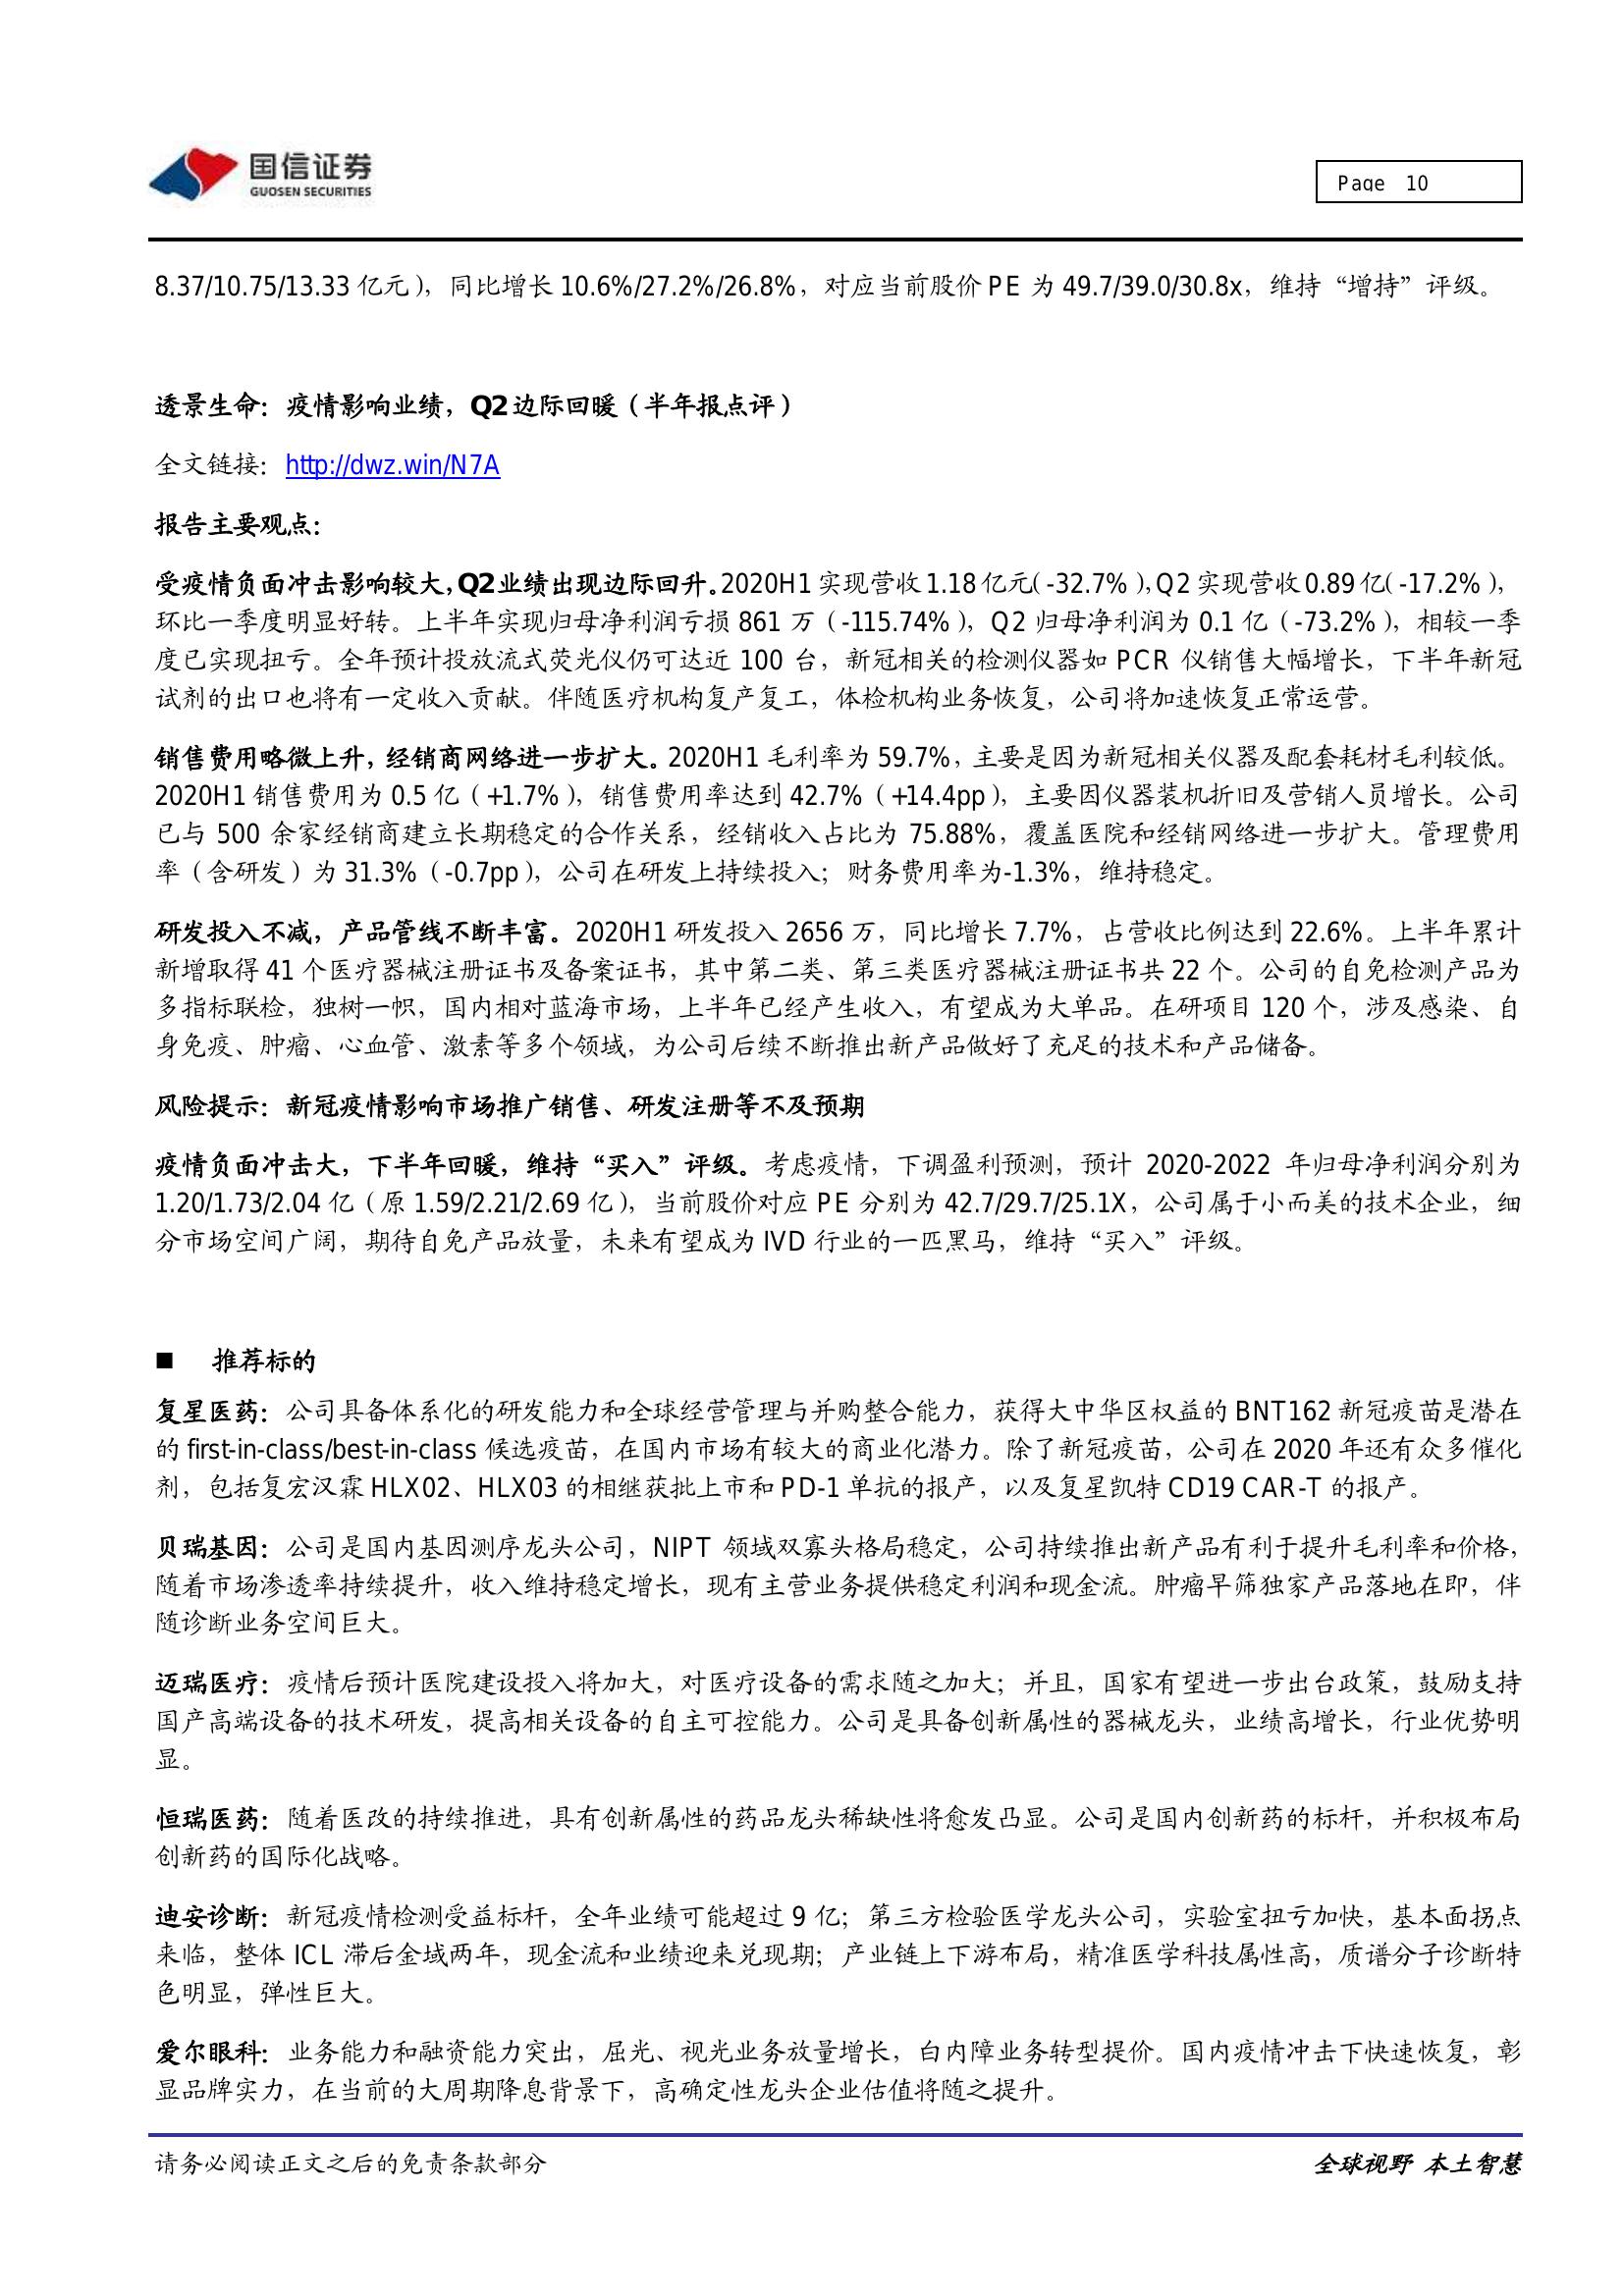 国信证券
GUOSEN SECURITIES
Page 10
8.37/10.75/13.33 亿元），同比增长 10.6%/27.2%/26.8%，对应当前股价 PE 为 49.7/39.0/30.8x，维持“增持”评级。
透景生命：疫情影响业绩，Q2 边际回暖（半年报点评）
全文链接：http://dwz.win/N7A
报告主要观点：
受疫情负面冲击影响较大，Q2 业绩出现边际回升。2020H1 实现营收 1.18 亿元（-32.7%），Q2 实现营收 0.89 亿（-17.2%），
环比一季度明显好转。上半年实现归母净利润亏损 861 万（-115.74%），Q2 归母净利润为 0.1 亿（-73.2%），相较一季
度已实现扭亏。全年预计投放流式荧光仪仍可达近 100 台，新冠相关的检测仪器如 PCR 仪销售大幅增长，下半年新冠
试剂的出口也将有一定收入贡献。伴随医疗机构复产复工，体检机构业务恢复，公司将加速恢复正常运营。
销售费用略微上升，经销商网络进一步扩大。2020H1 毛利率为 59.7%，主要是因为新冠相关仪器及配套耗材毛利较低。
2020H1 销售费用为 0.5 亿（+1.7%），销售费用率达到 42.7%（+14.4pp），主要因仪器装机折旧及营销人员增长。公司
已与 500 余家经销商建立长期稳定的合作关系，经销收入占比为 75.88%，覆盖医院和经销网络进一步扩大。管理费用
率（含研发）为 31.3%（-0.7pp），公司在研发上持续投入；财务费用率为-1.3%，维持稳定。
研发投入不减，产品管线不断丰富。2020H1 研发投入 2656 万，同比增长 7.7%，占营收比例达到 22.6%。上半年累计
新增取得 41 个医疗器械注册证书及备案证书，其中第二类、第三类医疗器械注册证书共 22 个。公司的自免检测产品为
多指标联检，独树一帜，国内相对蓝海市场，上半年已经产生收入，有望成为大单品。在研项目 120 个，涉及感染、自
身免疫、肿瘤、心血管、激素等多个领域，为公司后续不断推出新产品做好了充足的技术和产品储备。
风险提示：新冠疫情影响市场推广销售、研发注册等不及预期
疫情负面冲击大，下半年回暖，维持“买入”评级。考虑疫情，下调盈利预测，预计 2020-2022 年归母净利润分别为
1.20/1.73/2.04 亿（原 1.59/2.21/2.69 亿），当前股价对应 PE 分别为 42.7/29.7/25.1X，公司属于小而美的技术企业，细
分市场空间广阔，期待自免产品放量，未来有望成为 IVD 行业的一匹黑马，维持“买入”评级。
■ 推荐标的
复星医药：公司具备体系化的研发能力和全球经营管理与并购整合能力，获得大中华区权益的 BNT162 新冠疫苗是潜在
的 first-in-class/best-in-class 候选疫苗，在国内市场有较大的商业化潜力。除了新冠疫苗，公司在 2020 年还有众多催化
剂，包括复宏汉霖 HLX02、HLX03 的相继获批上市和 PD-1 单抗的报产，以及复星凯特 CD19 CAR-T 的报产。
贝瑞基因：公司是国内基因测序龙头公司，NIPT 领域双寡头格局稳定，公司持续推出新产品有利于提升毛利率和价格，
随着市场渗透率持续提升，收入维持稳定增长，现有主营业务提供稳定利润和现金流。肿瘤早筛独家产品落地在即，伴
随诊断业务空间巨大。
迈瑞医疗：疫情后预计医院建设投入将加大，对医疗设备的需求随之加大；并且，国家有望进一步出台政策，鼓励支持
国产高端设备的技术研发，提高相关设备的自主可控能力。公司是具备创新属性的器械龙头，业绩高增长，行业优势明
显。
恒瑞医药：随着医改的持续推进，具有创新属性的药品龙头稀缺性将愈发凸显。公司是国内创新药的标杆，并积极布局
创新药的国际化战略。
迪安诊断：新冠疫情检测受益标杆，全年业绩可能超过 9 亿；第三方检验医学龙头公司，实验室扭亏加快，基本面拐点
来临，整体 ICL 滞后金域两年，现金流和业绩迎来兑现期；产业链上下游布局，精准医学科技属性高，质谱分子诊断特
色明显，弹性巨大。
爱尔眼科：业务能力和融资能力突出，屈光、视光业务放量增长，白内障业务转型提价。国内疫情冲击下快速恢复，彰
显品牌实力，在当前的大周期降息背景下，高确定性龙头企业估值将随之提升。
请务必阅读正文之后的免责条款部分
全球视野 本土智慧